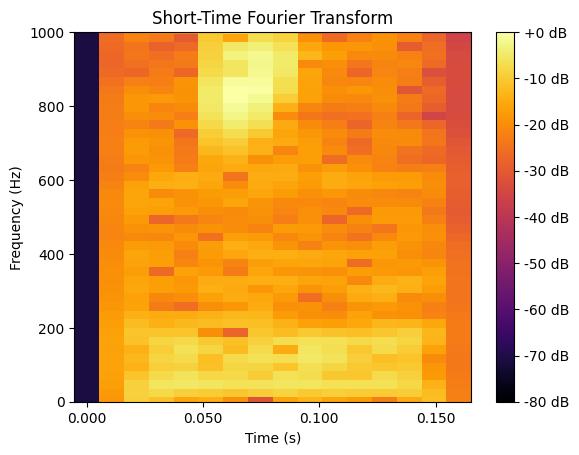 Short-Time Fourier Transform
1000
800
600
400
200
0
Frequency (Hz)
0.000
0.050
0.100
0.150
Time (s)
+0 dB
-10 dB
-20 dB
-30 dB
-40 dB
-50 dB
-60 dB
-70 dB
-80 dB